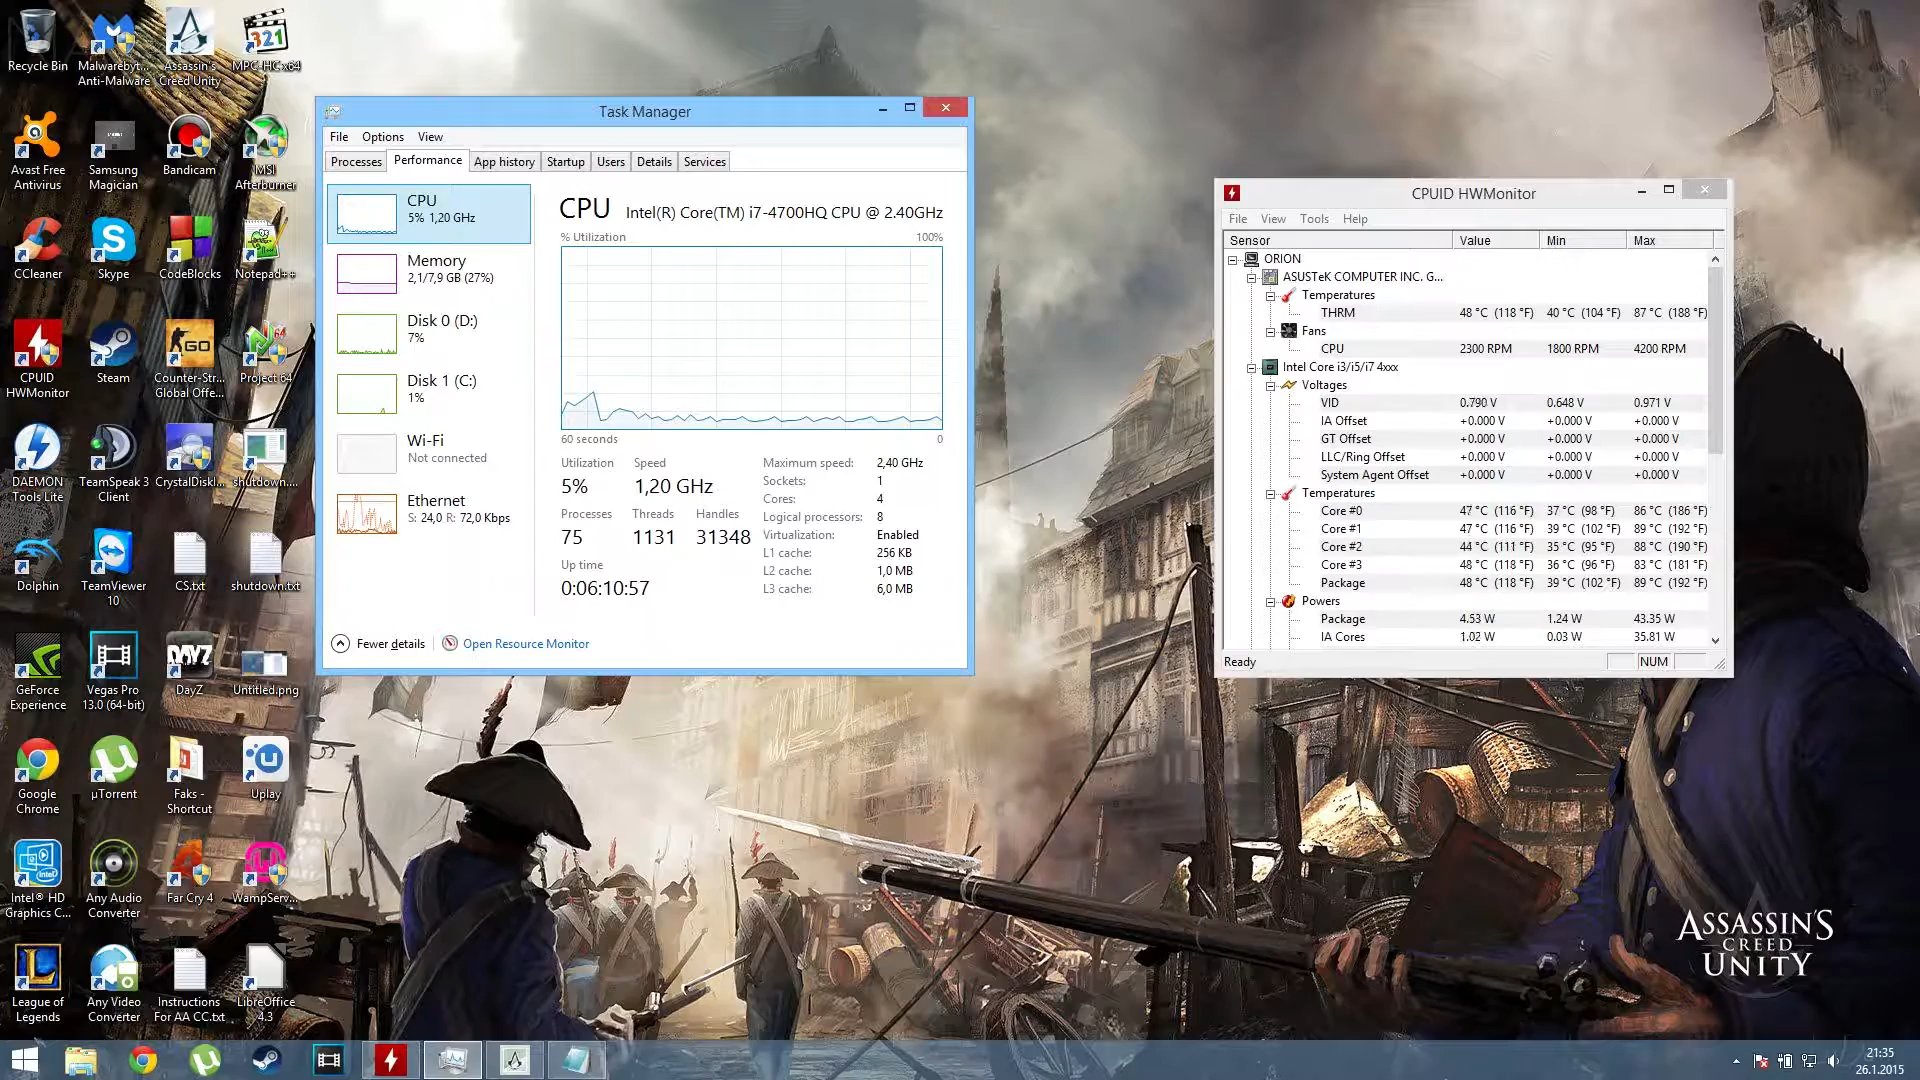 Recycle Bin
Malwarebyt...
Anti-Malware
Assassin's
Creed Unity
MPC-HC x64
Avast Free
Antivirus
Samsung
Magician
Bandicam
MSI
Afterburner
CCleaner
Skype
CodeBlocks
Notepad++
CPUID
HWMonitor
Steam
Counter-Str...
Global Offe...
Project 64
DAEMON
Tools Lite
TeamSpeak 3
Client
CrystalDiskI...
shutdown....
Dolphin
TeamViewer
10
CS.txt
shutdown.txt
GeForce
Experience
Vegas Pro
13.0 (64-bit)
DayZ
Untitled.png
Google
Chrome
µTorrent
Faks -
Shortcut
Uplay
Intel® HD
Graphics C...
Any Audio
Converter
Far Cry 4
WampServ...
League of
Legends
Any Video
Converter
Instructions
For AA CC.txt
LibreOffice
4.3
Task Manager
File Options View
Processes Performance App history Startup Users Details Services
CPU
5% 1,20 GHz
Memory
2,1/7,9 GB (27%)
Disk 0 (D:)
7%
Disk 1 (C:)
1%
Wi-Fi
Not connected
Ethernet
S: 24,0 R: 72,0 Kbps
CPU Intel(R) Core(TM) i7-4700HQ CPU @ 2.40GHz
% Utilization 100%
60 seconds 0
Utilization Speed
5% 1,20 GHz
Processes Threads Handles
75 1131 31348
Up time
0:06:10:57
Maximum speed: 2,40 GHz
Sockets: 1
Cores: 4
Logical processors: 8
Virtualization: Enabled
L1 cache: 256 KB
L2 cache: 1,0 MB
L3 cache: 6,0 MB
Fewer details Open Resource Monitor
CPUID HWMonitor
File View Tools Help
Sensor Value Min Max
ORION
ASUSTeK COMPUTER INC. G...
Temperatures
THRM 48 °C (118 °F) 40 °C (104 °F) 87 °C (188 °F)
Fans
CPU 2300 RPM 1800 RPM 4200 RPM
Intel Core i3/i5/i7 4xxx
Voltages
VID 0.790 V 0.648 V 0.971 V
IA Offset +0.000 V +0.000 V +0.000 V
GT Offset +0.000 V +0.000 V +0.000 V
LLC/Ring Offset +0.000 V +0.000 V +0.000 V
System Agent Offset +0.000 V +0.000 V +0.000 V
Temperatures
Core #0 47 °C (116 °F) 37 °C (98 °F) 86 °C (186 °F)
Core #1 47 °C (116 °F) 39 °C (102 °F) 89 °C (192 °F)
Core #2 44 °C (111 °F) 35 °C (95 °F) 88 °C (190 °F)
Core #3 48 °C (118 °F) 36 °C (96 °F) 83 °C (181 °F)
Package 48 °C (118 °F) 39 °C (102 °F) 89 °C (192 °F)
Powers
Package 4.53 W 1.24 W 43.35 W
IA Cores 1.02 W 0.03 W 35.81 W
Ready NUM
ASSASSIN'S
CREED
UNITY
21:35
26.1.2015